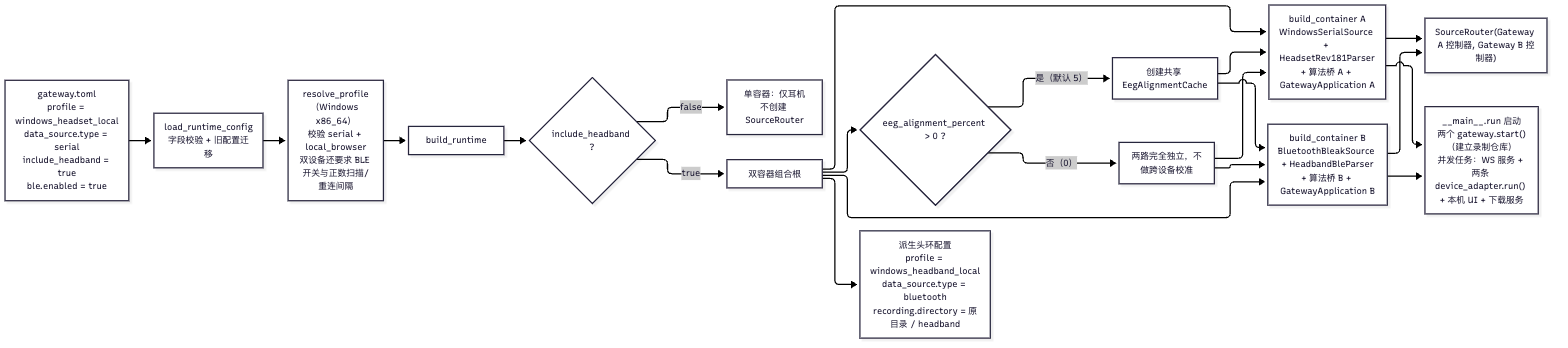 gateway.toml
profile =
windows_headset_local
data_source.type =
serial
include_headband =
true
ble.enabled = true
load_runtime_config
字段校验 + 旧配置迁
移
resolve_profile
（Windows
x86_64）
校验 serial +
local_browser
双设备还要求 BLE
开关与正数扫描/
重连间隔
build_runtime
include_headband
？
false
true
单容器：仅耳机
不创建
SourceRouter
双容器组合根
eeg_alignment_percent
> 0 ？
派生头环配置
profile =
windows_headband_local
data_source.type =
bluetooth
recording.directory = 原
目录 / headband
是（默认 5）
否（0）
创建共享
EegAlignmentCache
两路完全独立，不
做跨设备校准
build_container A
WindowsSerialSource
+
HeadsetRev181Parser
+ 算法桥 A +
GatewayApplication A
build_container B
BluetoothBleakSource
+ HeadbandBleParser
+ 算法桥 B +
GatewayApplication B
SourceRouter(Gateway
A 控制器, Gateway B 控
制器)
__main__.run 启动
两个 gateway.start()
（建立录制仓库）
并发任务：WS 服务 +
两条
device_adapter.run()
+ 本机 UI + 下载服务